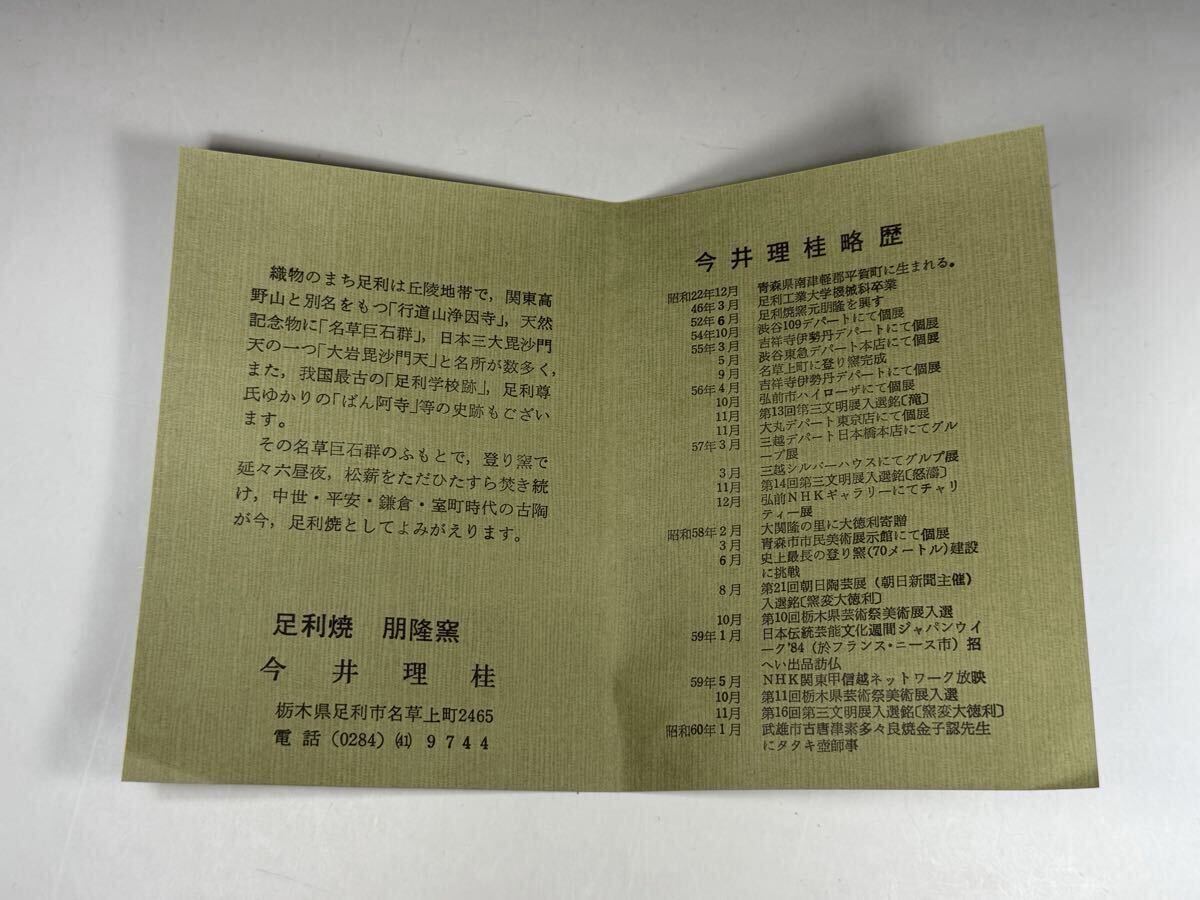 織物のまち足利は丘陵地帯で，関東高
野山と別名をもつ「行道山浄因寺」，天然
記念物に「名草巨石群」，日本三大毘沙門
天の一つ「大岩毘沙門天」と名所が数多く，
また，我国最古の「足利学校跡」，足利尊
氏ゆかりの「ばん阿寺」等の史跡もござい
ます。
その名草巨石群のふもとで，登り窯で
延々六昼夜，松薪をただひたすら焚き続
け，中世・平安・鎌倉・室町時代の古陶
が今，足利焼としてよみがえります。
足利焼 朋隆窯
今井理桂
栃木県足利市名草上町2465
電話 (0284) ㈶ 9744
今井理桂略歴
昭和22年12月 青森県南津軽郡平賀町に生まれる。
46年3月 足利工業大学機械科卒業
52年6月 足利焼窯元朋隆を興す
54年10月 渋谷109デパートにて個展
55年3月 吉祥寺伊勢丹デパートにて個展
5月 渋谷東急デパート本店にて個展
9月 名草上町に登り窯完成
56年4月 吉祥寺伊勢丹デパートにて個展
10月 弘前市ハイローザにて個展
11月 第13回第三文明展入選銘〔滝〕
11月 大丸デパート東京店にて個展
57年3月 三越デパート日本橋本店にてグル
ープ展
3月 三越シルバーハウスにてグルプ展
11月 第14回第三文明展入選銘〔怒濤〕
12月 弘前NHKギャラリーにてチャリ
ティー展
昭和58年2月 大関隆の里に大徳利寄贈
3月 青森市市民美術展示館にて個展
6月 史上最長の登り窯(70メートル)建設
に挑戦
8月 第21回朝日陶芸展（朝日新聞主催）
入選銘〔窯変大徳利〕
10月 第10回栃木県芸術祭美術展入選
59年1月 日本伝統芸能文化週間ジャパンウイ
ーク'84（於フランス・ニース市）招
へい出品訪仏
59年5月 NHK関東甲信越ネットワーク放映
10月 第11回栃木県芸術祭美術展入選
11月 第16回第三文明展入選銘〔窯変大徳利〕
昭和60年1月 武雄市古唐津素多々良焼金子認先生
にタタキ壺師事